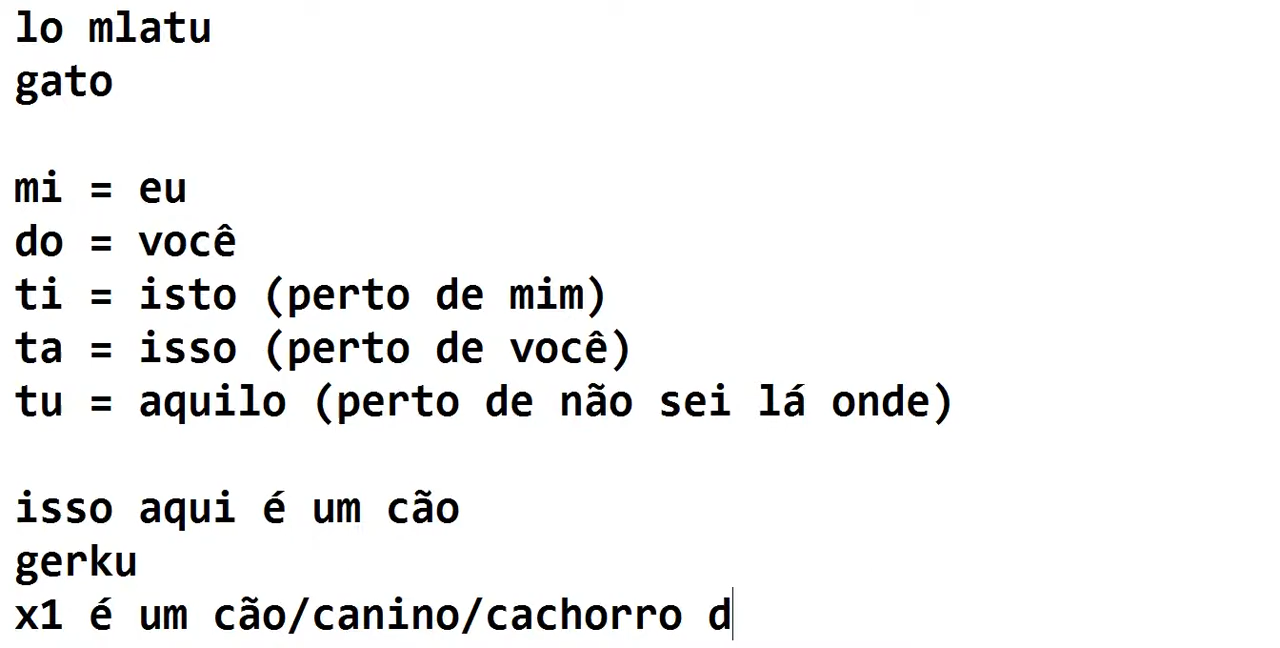 lo mlatu
gato
mi = eu
do = você
ti = isto (perto de mim)
ta = isso (perto de você)
tu = aquilo (perto de não sei lá onde)
isso aqui é um cão
gerku
x1 é um cão/canino/cachorro d